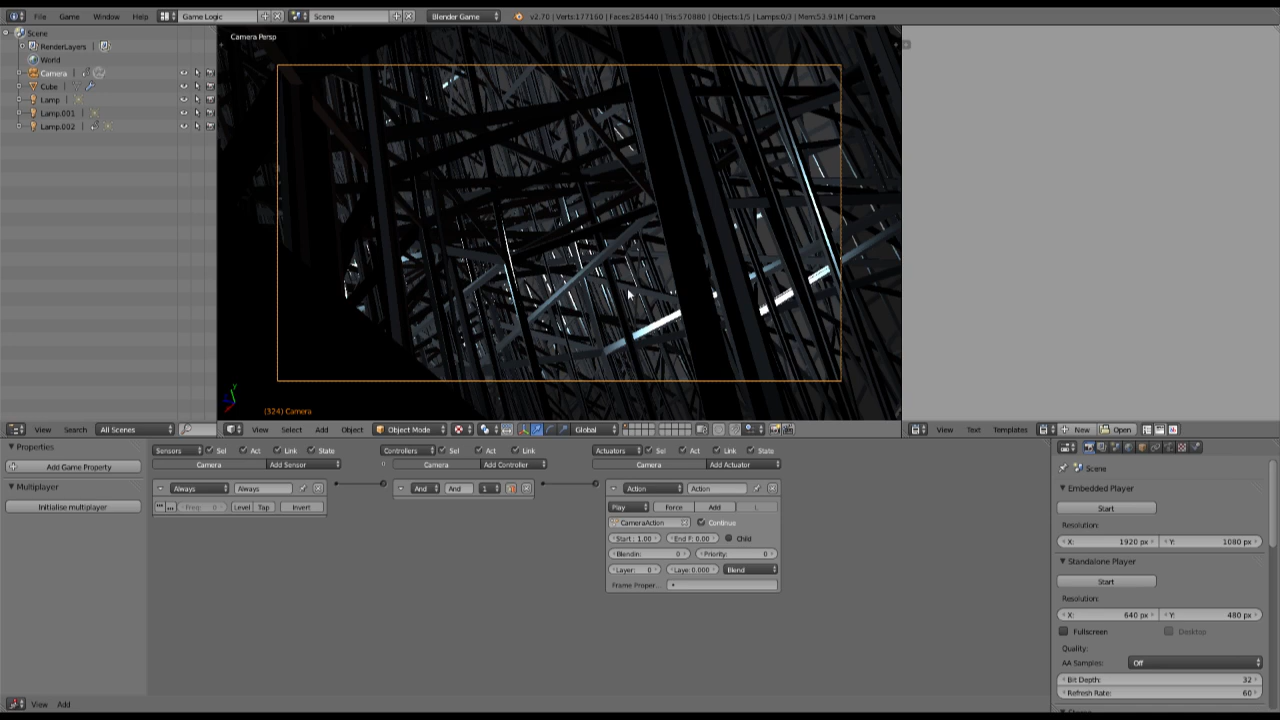 File Window Help Game Logic Scene Blender Game v2.70 | Verts:177160 | Faces:285440 | Tris:570880 | Objects:1/5 | Lamps:0/3 | Mem:53.91M | Camera
Scene
RenderLayers
World
Camera
Cube
Lamp
Lamp.001
Lamp.002
Camera Persp
(324) Camera
View Search All Scenes
View Select Add Object Object Mode Global
View Text Templates New Open
Properties
Add Game Property
Multiplayer
Initialise multiplayer
Sensors Sel Act Link State
Camera Add Sensor
Always Always
Freq: 0 Level Tap Invert
Controllers Sel Act Link
Camera Add Controller
And And 1
Actuators Sel Act Link State
Camera Add Actuator
Action Action
Play Force Add L
CameraAction Continue
Start: 1.00 End F: 0.00 Child
Blendin: 0 Priority: 0
Layer: 0 Laye:0.000 Blend
Frame Proper...
Scene
Embedded Player
Start
Resolution:
X: 1920 px Y: 1080 px
Standalone Player
Start
Resolution:
X: 640 px Y: 480 px
Fullscreen Desktop
Quality:
AA Samples: Off
Bit Depth: 32
Refresh Rate: 60
View Add